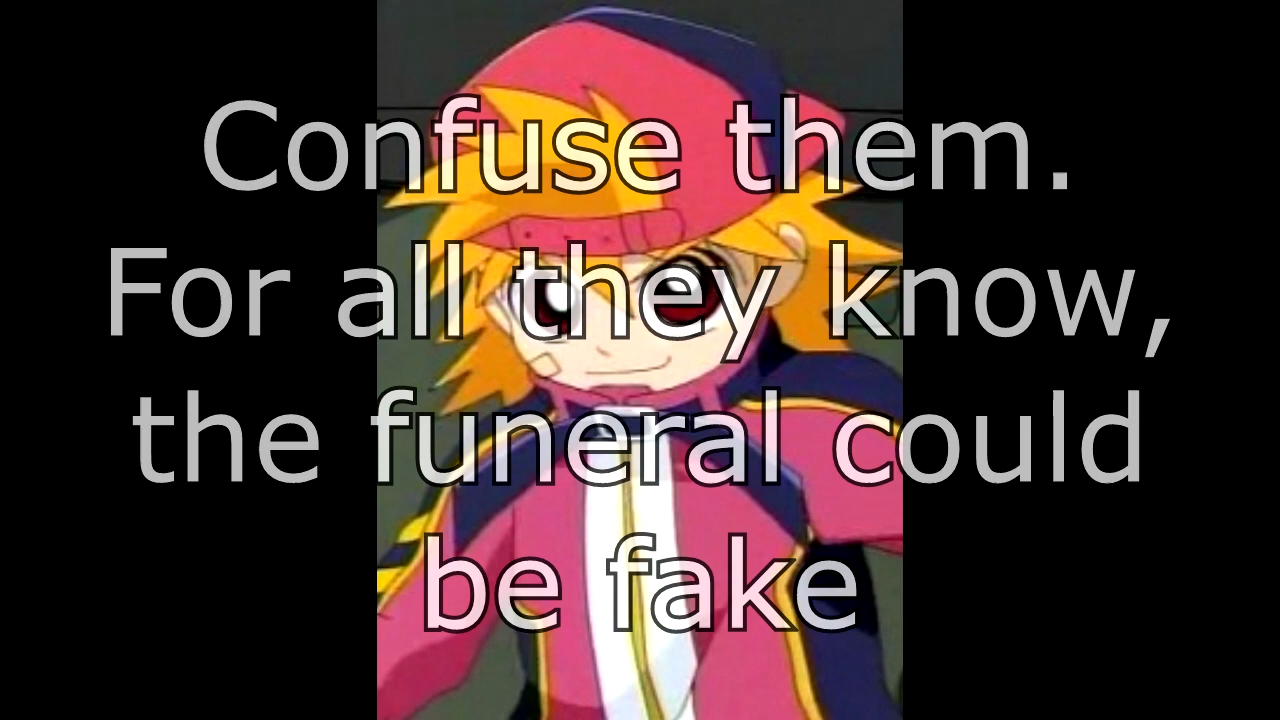 Confuse them.
For all they know,
the funeral could
be fake